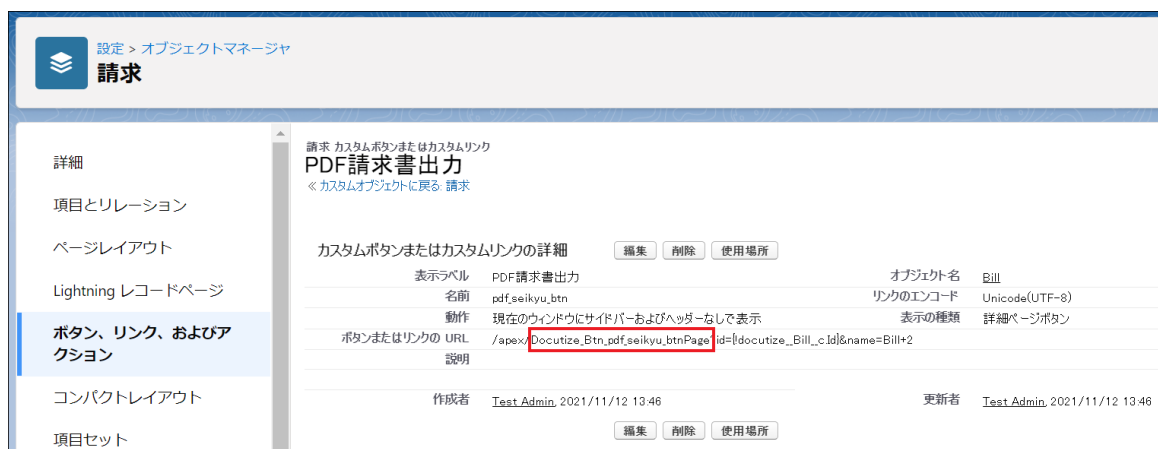 設定 > オブジェクトマネージャ
請求
詳細
項目とリレーション
ページレイアウト
Lightning レコードページ
ボタン、リンク、およびア
クション
コンパクトレイアウト
項目セット
請求 カスタムボタンまたはカスタムリンク
PDF請求書出力
≪ カスタムオブジェクトに戻る: 請求
カスタムボタンまたはカスタムリンクの詳細 編集 削除 使用場所
表示ラベル PDF請求書出力 オブジェクト名 Bill
名前 pdf_seikyu_btn リンクのエンコード Unicode(UTF-8)
動作 現在のウィンドウにサイドバーおよびヘッダーなしで表示 表示の種類 詳細ページボタン
ボタンまたはリンクの URL /apex/Docutize_Btn_pdf_seikyu_btnPage?id={!docutize__Bill__c.Id}&name=Bill+2
説明
作成者 Test Admin, 2021/11/12 13:46 更新者 Test Admin, 2021/11/12 13:46
編集 削除 使用場所